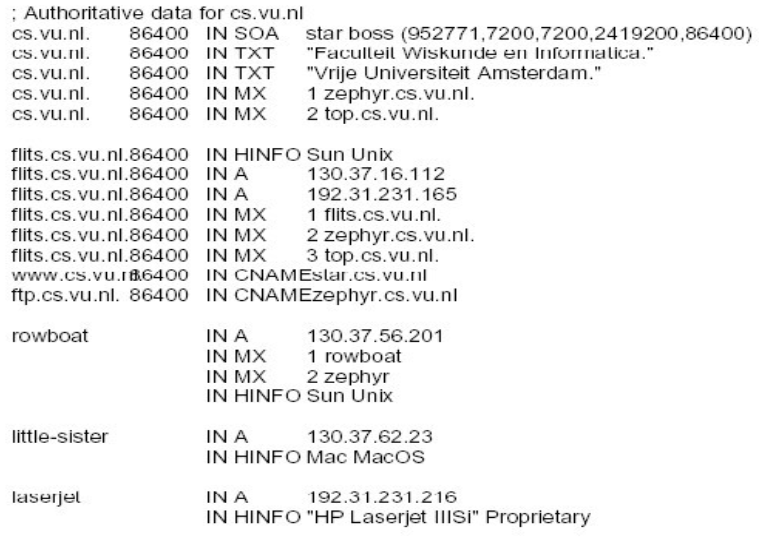 ; Authoritative data for cs.vu.nl
cs.vu.nl. 86400 IN SOA star boss (952771,7200,7200,2419200,86400)
cs.vu.nl. 86400 IN TXT "Faculteit Wiskunde en Informatica."
cs.vu.nl. 86400 IN TXT "Vrije Universiteit Amsterdam."
cs.vu.nl. 86400 IN MX 1 zephyr.cs.vu.nl.
cs.vu.nl. 86400 IN MX 2 top.cs.vu.nl.
flits.cs.vu.nl.86400 IN HINFO Sun Unix
flits.cs.vu.nl.86400 IN A 130.37.16.112
flits.cs.vu.nl.86400 IN A 192.31.231.165
flits.cs.vu.nl.86400 IN MX 1 flits.cs.vu.nl.
flits.cs.vu.nl.86400 IN MX 2 zephyr.cs.vu.nl.
flits.cs.vu.nl.86400 IN MX 3 top.cs.vu.nl.
www.cs.vu.nl.86400 IN CNAMEstar.cs.vu.nl
ftp.cs.vu.nl. 86400 IN CNAMEzephyr.cs.vu.nl
rowboat IN A 130.37.56.201
IN MX 1 rowboat
IN MX 2 zephyr
IN HINFO Sun Unix
little-sister IN A 130.37.62.23
IN HINFO Mac MacOS
laserjet IN A 192.31.231.216
IN HINFO "HP Laserjet IIISi" Proprietary